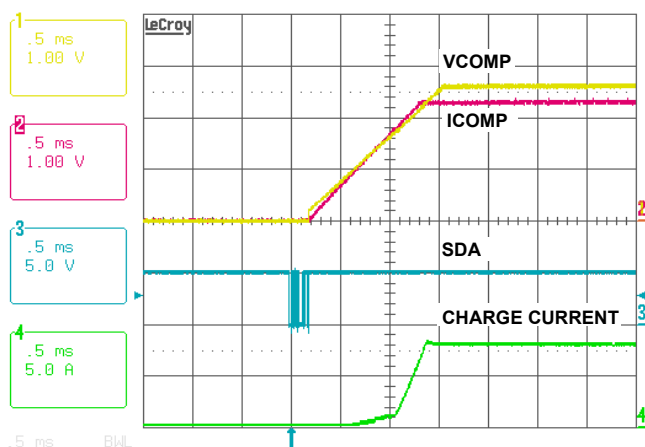 1
.5 ms
1.00 V
2
.5 ms
1.00 V
3
.5 ms
5.0 V
4
.5 ms
5.0 A
.5 ms BWL
LeCroy
VCOMP
ICOMP
2
SDA
3
CHARGE CURRENT
4